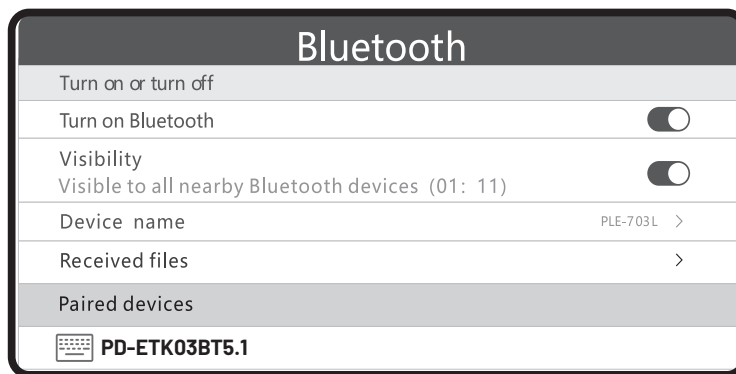 Bluetooth
Turn on or turn off
Turn on Bluetooth
Visibility
Visible to all nearby Bluetooth devices (01: 11)
Device name PLE-703L >
Received files >
Paired devices
PD-ETK03BT5.1